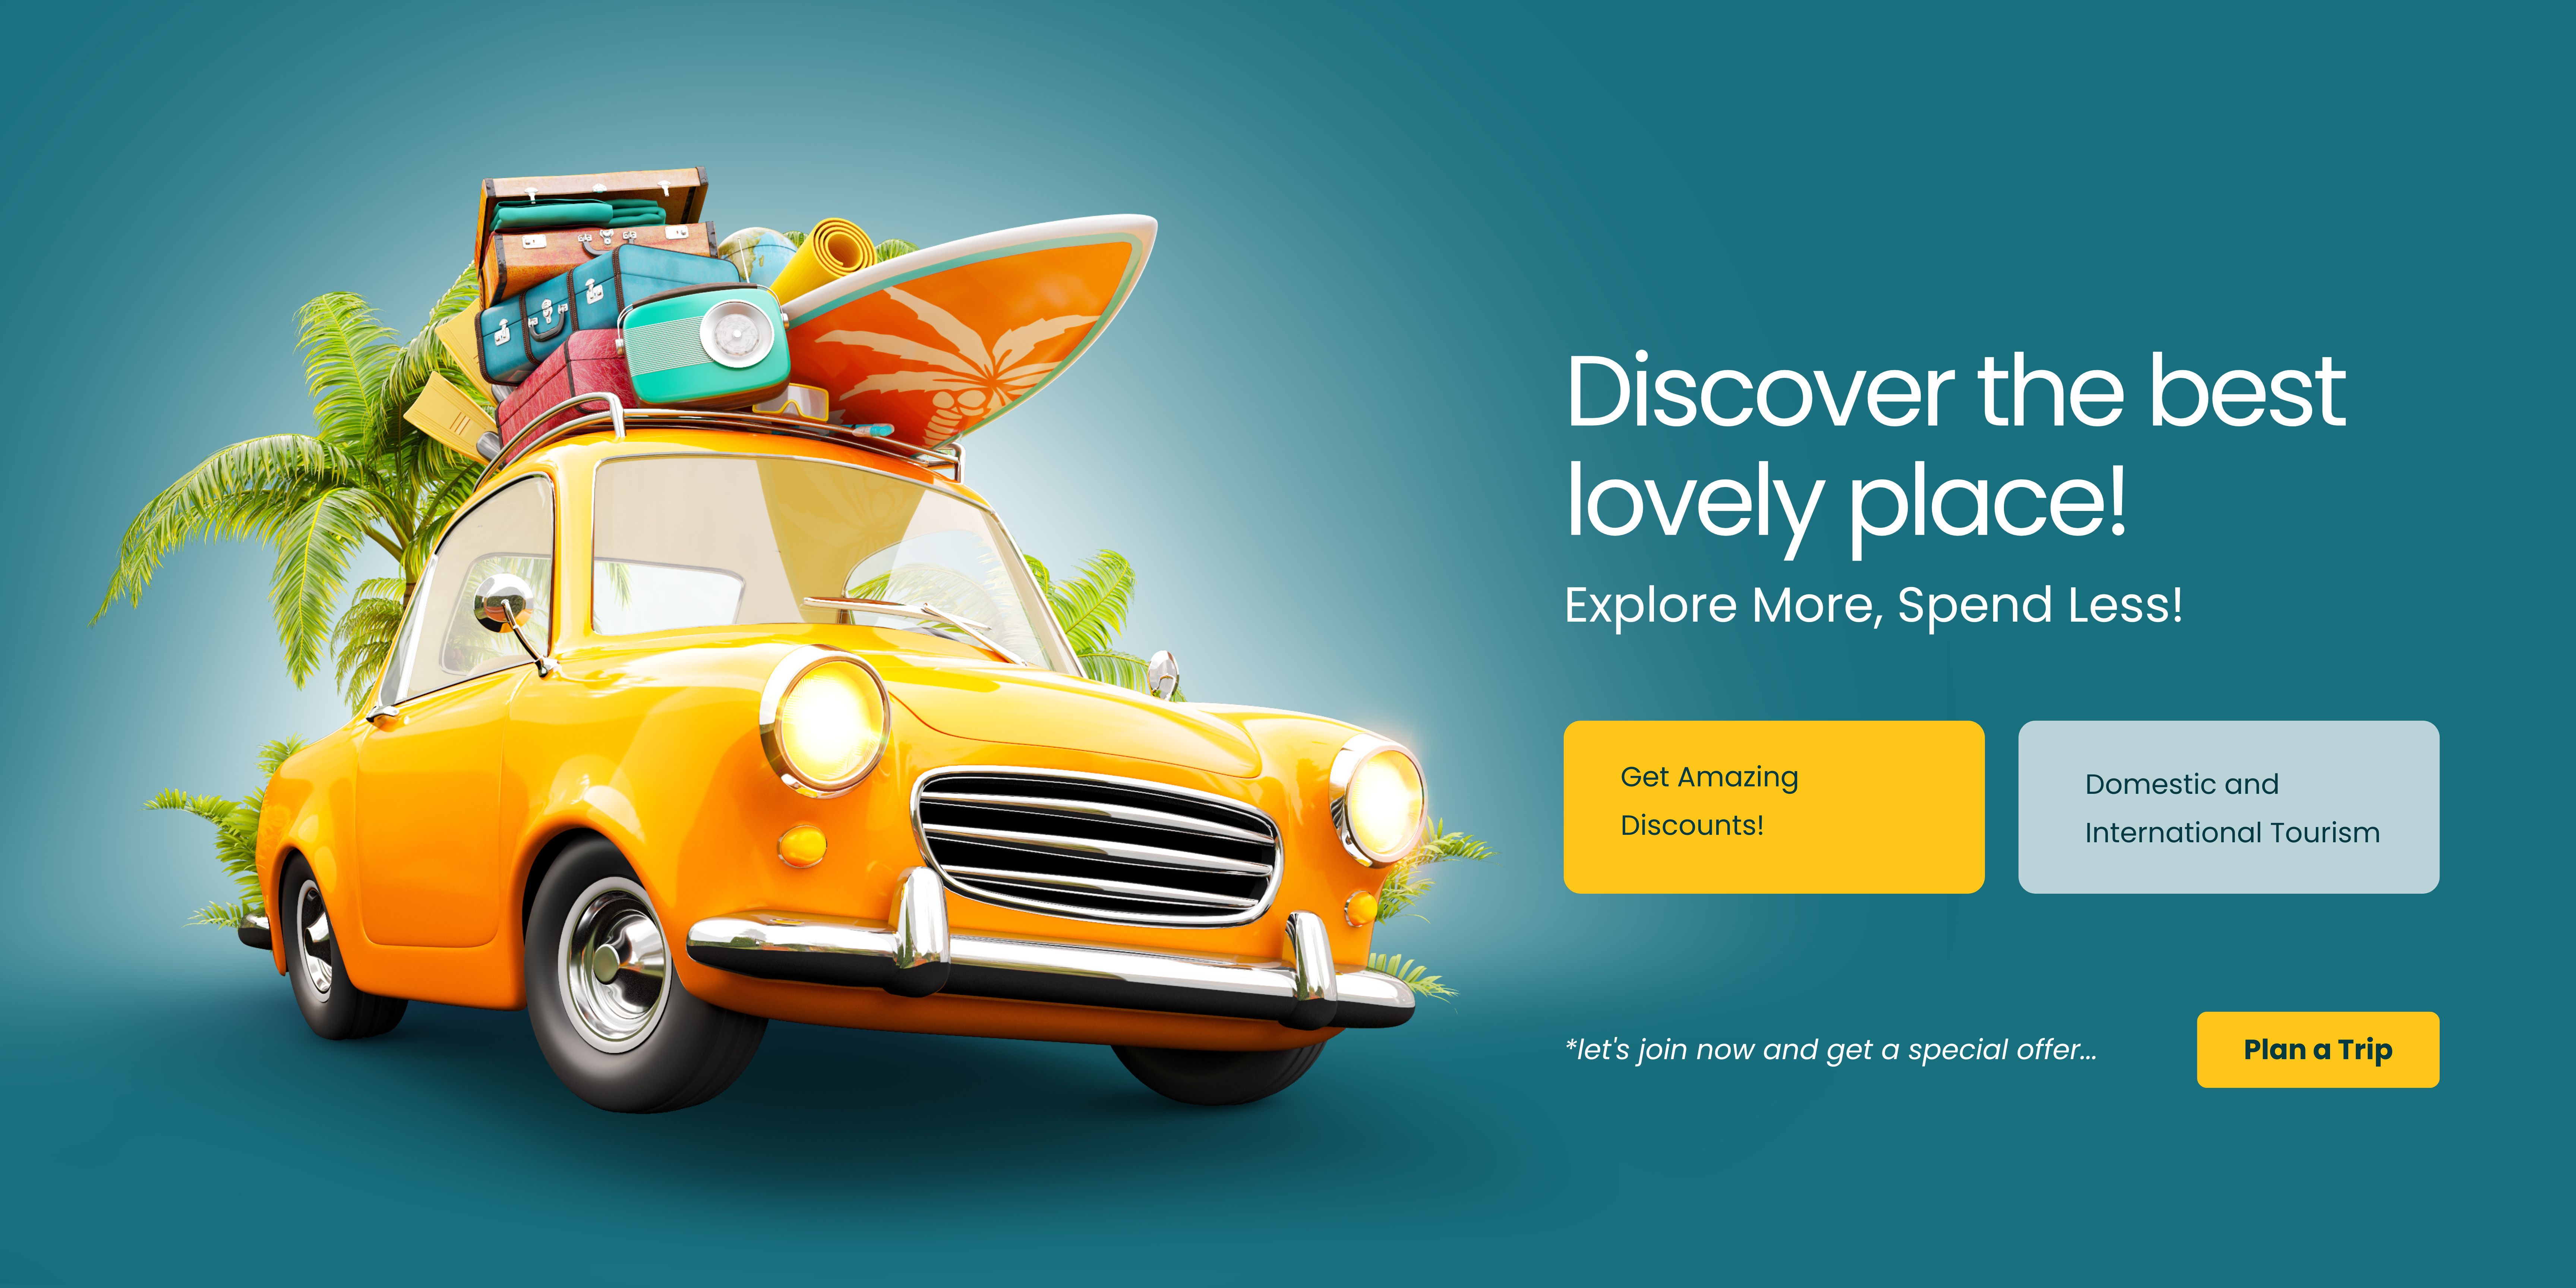 Discover the best
lovely place!
Explore More, Spend Less!
Get Amazing
Discounts!
Domestic and
International Tourism
*let's join now and get a special offer...
Plan a Trip